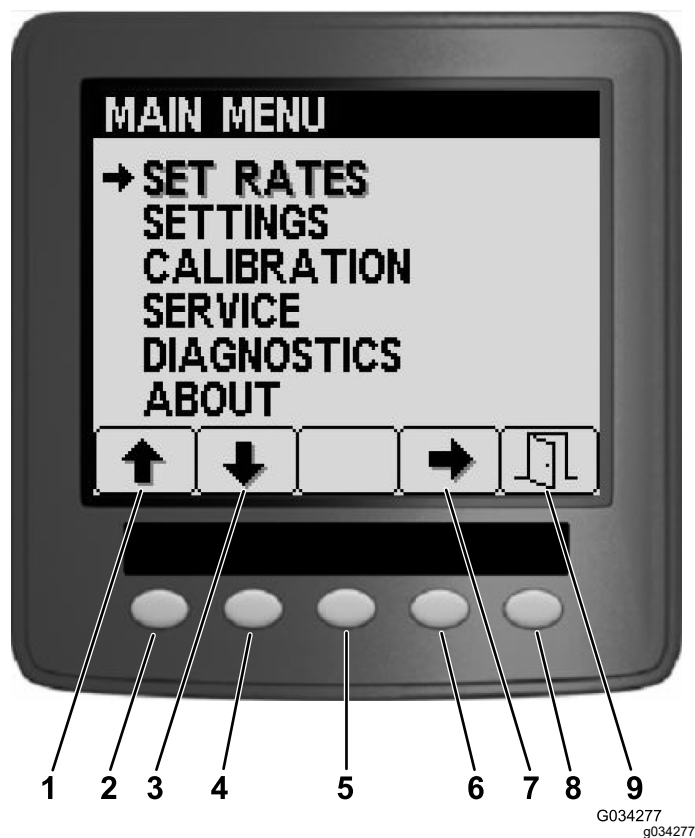 MAIN MENU
SET RATES
SETTINGS
CALIBRATION
SERVICE
DIAGNOSTICS
ABOUT
1 2 3 4 5 6 7 8 9
G034277
g034277